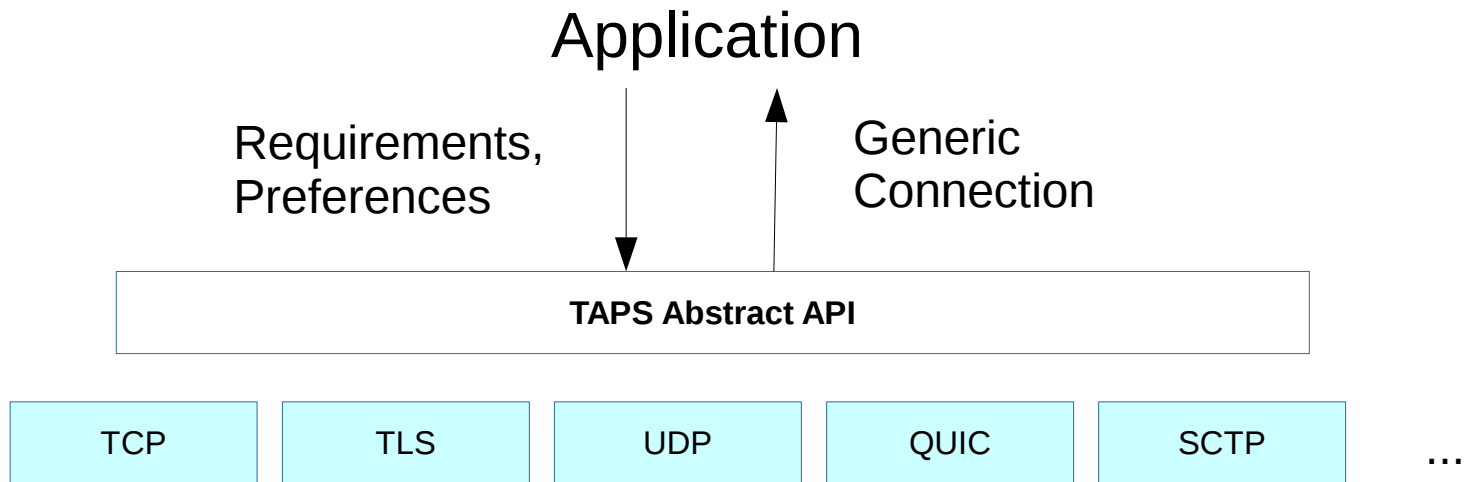 Application
Requirements,
Preferences
Generic
Connection
TAPS Abstract API
TCP
TLS
UDP
QUIC
SCTP
...